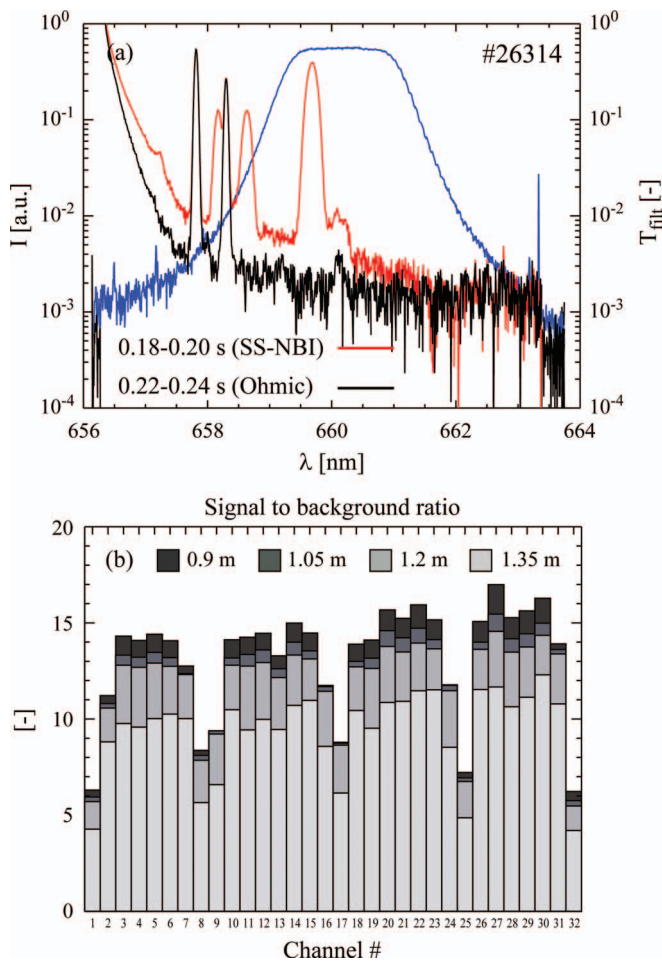 (a) #26314
I [a.u.]
10^0
10^-1
10^-2
10^-3
10^-4
T_filt [-]
10^0
10^-1
10^-2
10^-3
10^-4
0.18-0.20 s (SS-NBI)
0.22-0.24 s (Ohmic)
656 658 660 662 664
λ [nm]
Signal to background ratio
(b) 0.9 m 1.05 m 1.2 m 1.35 m
[-]
20
15
10
5
0
1 2 3 4 5 6 7 8 9 10 11 12 13 14 15 16 17 18 19 20 21 22 23 24 25 26 27 28 29 30 31 32
Channel #